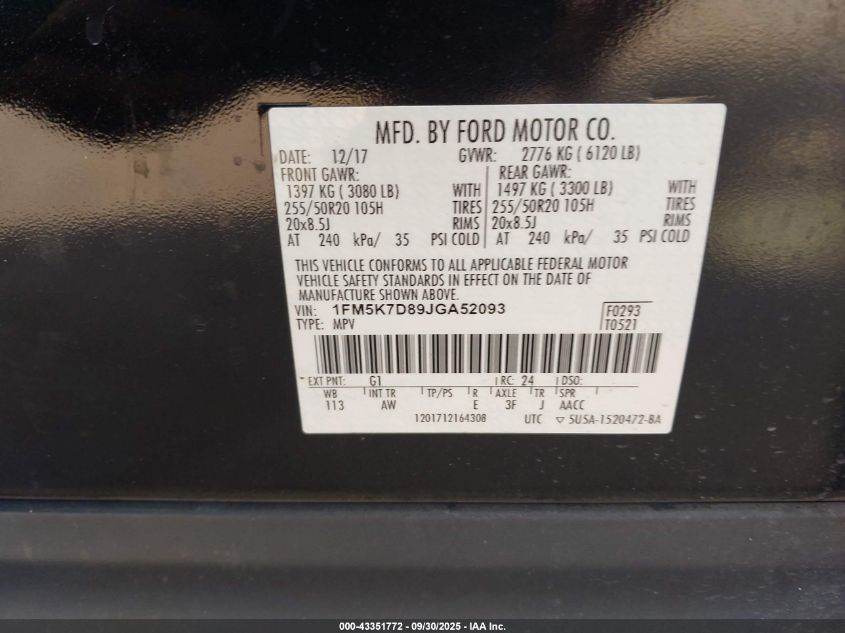 MFD. BY FORD MOTOR CO.
DATE: 12/17 GVWR: 2776 KG ( 6120 LB)
FRONT GAWR: REAR GAWR:
1397 KG ( 3080 LB) WITH 1497 KG ( 3300 LB) WITH
255/50R20 105H TIRES 255/50R20 105H TIRES
20x8.5J RIMS 20x8.5J RIMS
AT 240 kPa/ 35 PSI COLD AT 240 kPa/ 35 PSI COLD
THIS VEHICLE CONFORMS TO ALL APPLICABLE FEDERAL MOTOR
VEHICLE SAFETY STANDARDS IN EFFECT ON THE DATE OF
MANUFACTURE SHOWN ABOVE.
VIN: 1FM5K7D89JGA52093 F0293
TYPE: MPV T0521
EXT PNT: G1 RC: 24 DSO:
WB INT TR TP/PS R AXLE TR SPR
113 AW E 3F J AACC
1201712164308 UTC ▽ 5U5A-1520472-BA
000-43351772 - 09/30/2025 - IAA Inc.